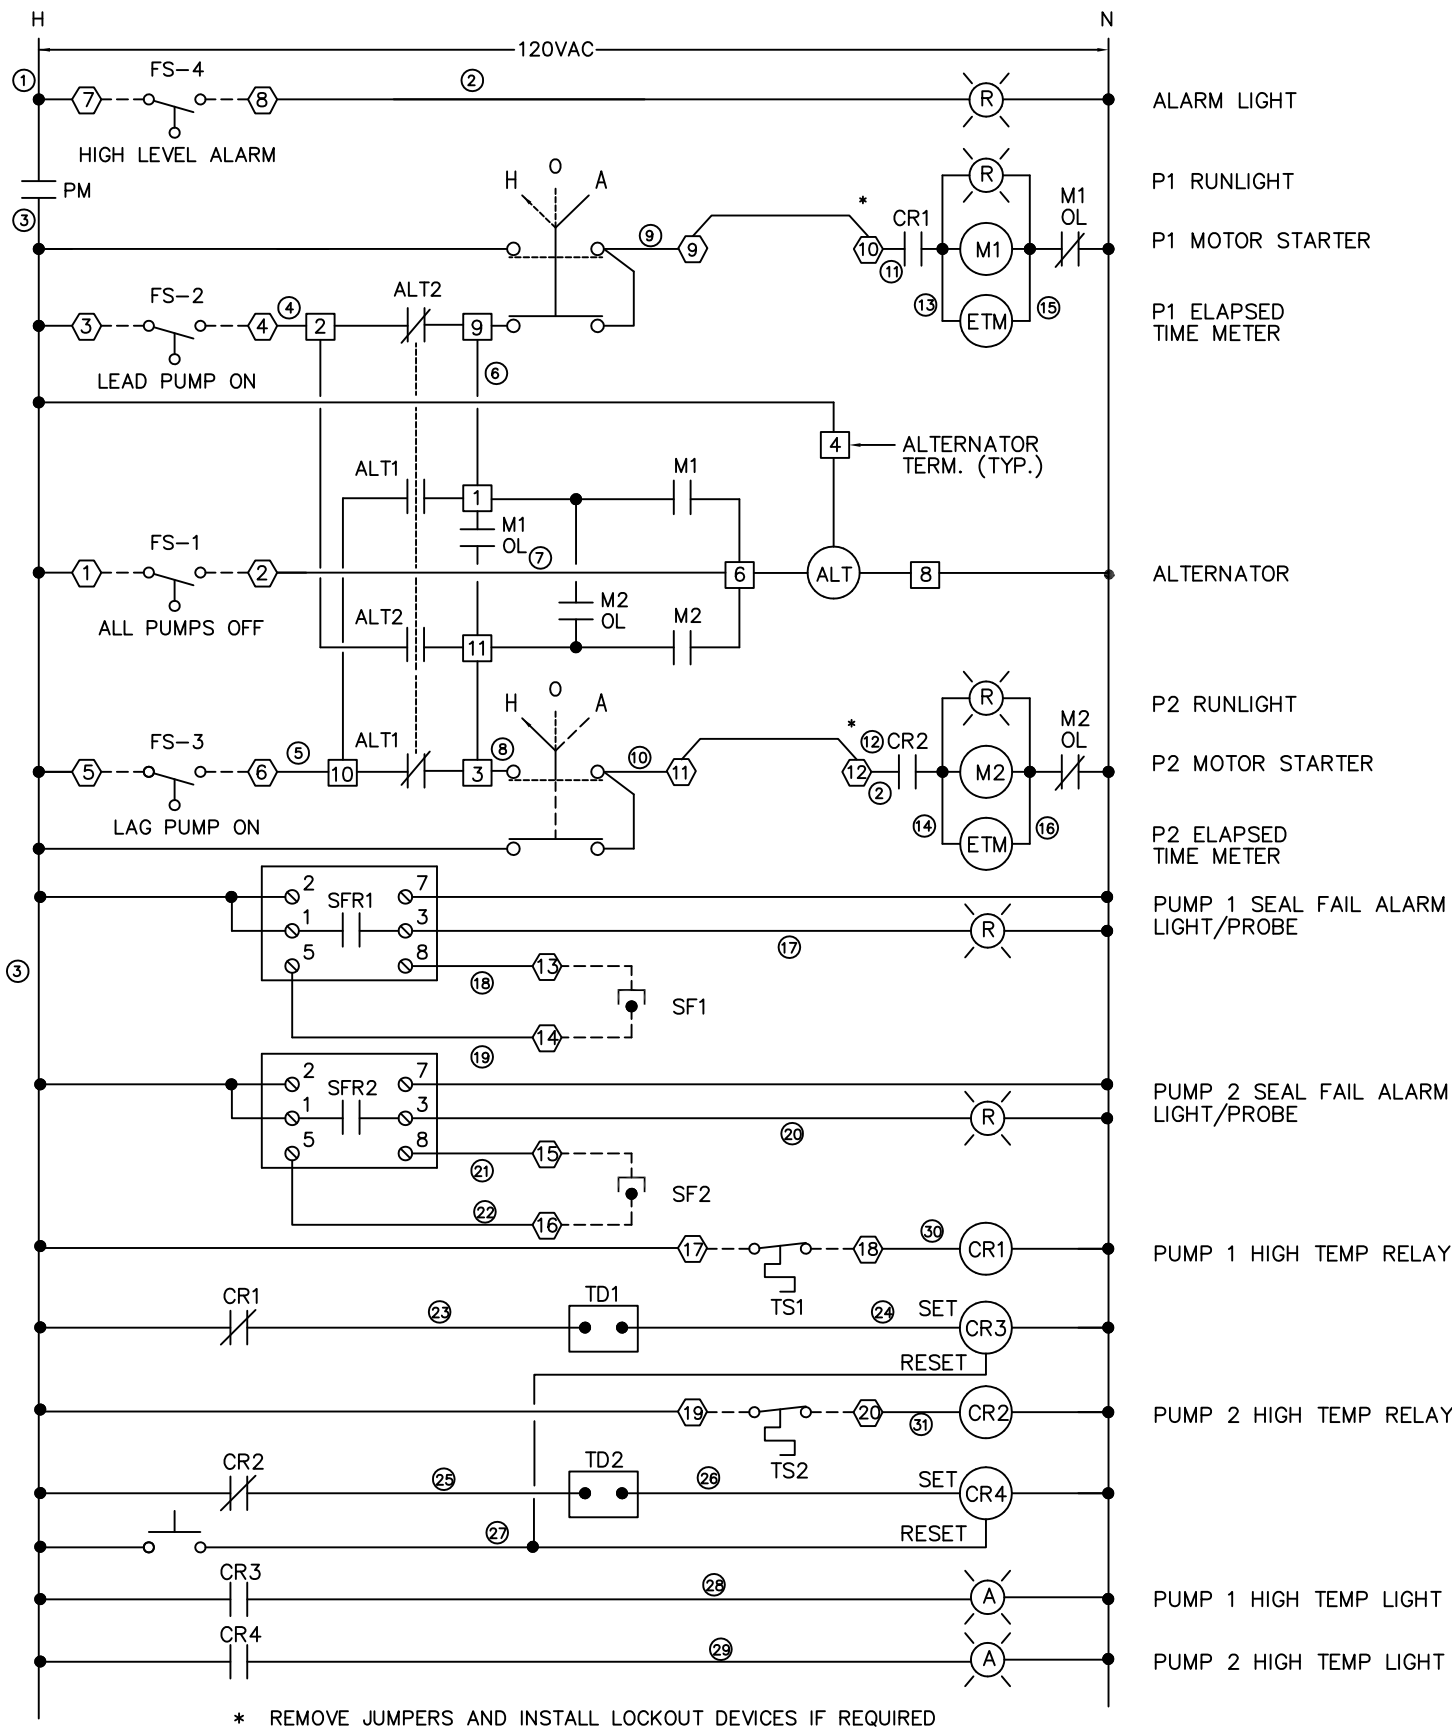 H N
120VAC
1 FS-4 2
7 8 R ALARM LIGHT
HIGH LEVEL ALARM
PM
H O A
* CR1 R M1 OL P1 RUNLIGHT
3 9 9 10 11 M1 P1 MOTOR STARTER
FS-2 4 ALT2
3 4 2 9 13 ETM 15 P1 ELAPSED
TIME METER
LEAD PUMP ON 6
4 ALTERNATOR
TERM. (TYP.)
ALT1 1 M1
M1
OL 7
FS-1
1 2 6 ALT 8 ALTERNATOR
M2
OL
ALL PUMPS OFF ALT2 11 M2
H O A R P2 RUNLIGHT
* 12 CR2 M2
OL
FS-3 5 ALT1 8 10
5 6 10 3 11 12 2 M2 P2 MOTOR STARTER
LAG PUMP ON 14 ETM 16 P2 ELAPSED
TIME METER
2 SFR1 7 PUMP 1 SEAL FAIL ALARM
LIGHT/PROBE
1 3 R
17
5 8 13
3 18
SF1
14
19
2 SFR2 7 PUMP 2 SEAL FAIL ALARM
LIGHT/PROBE
1 3 R
20
5 8 15
21
SF2
22 16
17 18 30 CR1 PUMP 1 HIGH TEMP RELAY
TS1
CR1 23 TD1 24 SET CR3
RESET
19 20 31 CR2 PUMP 2 HIGH TEMP RELAY
TS2
CR2 25 TD2 26 SET CR4
27 RESET
CR3 28 A PUMP 1 HIGH TEMP LIGHT
CR4 29 A PUMP 2 HIGH TEMP LIGHT
* REMOVE JUMPERS AND INSTALL LOCKOUT DEVICES IF REQUIRED